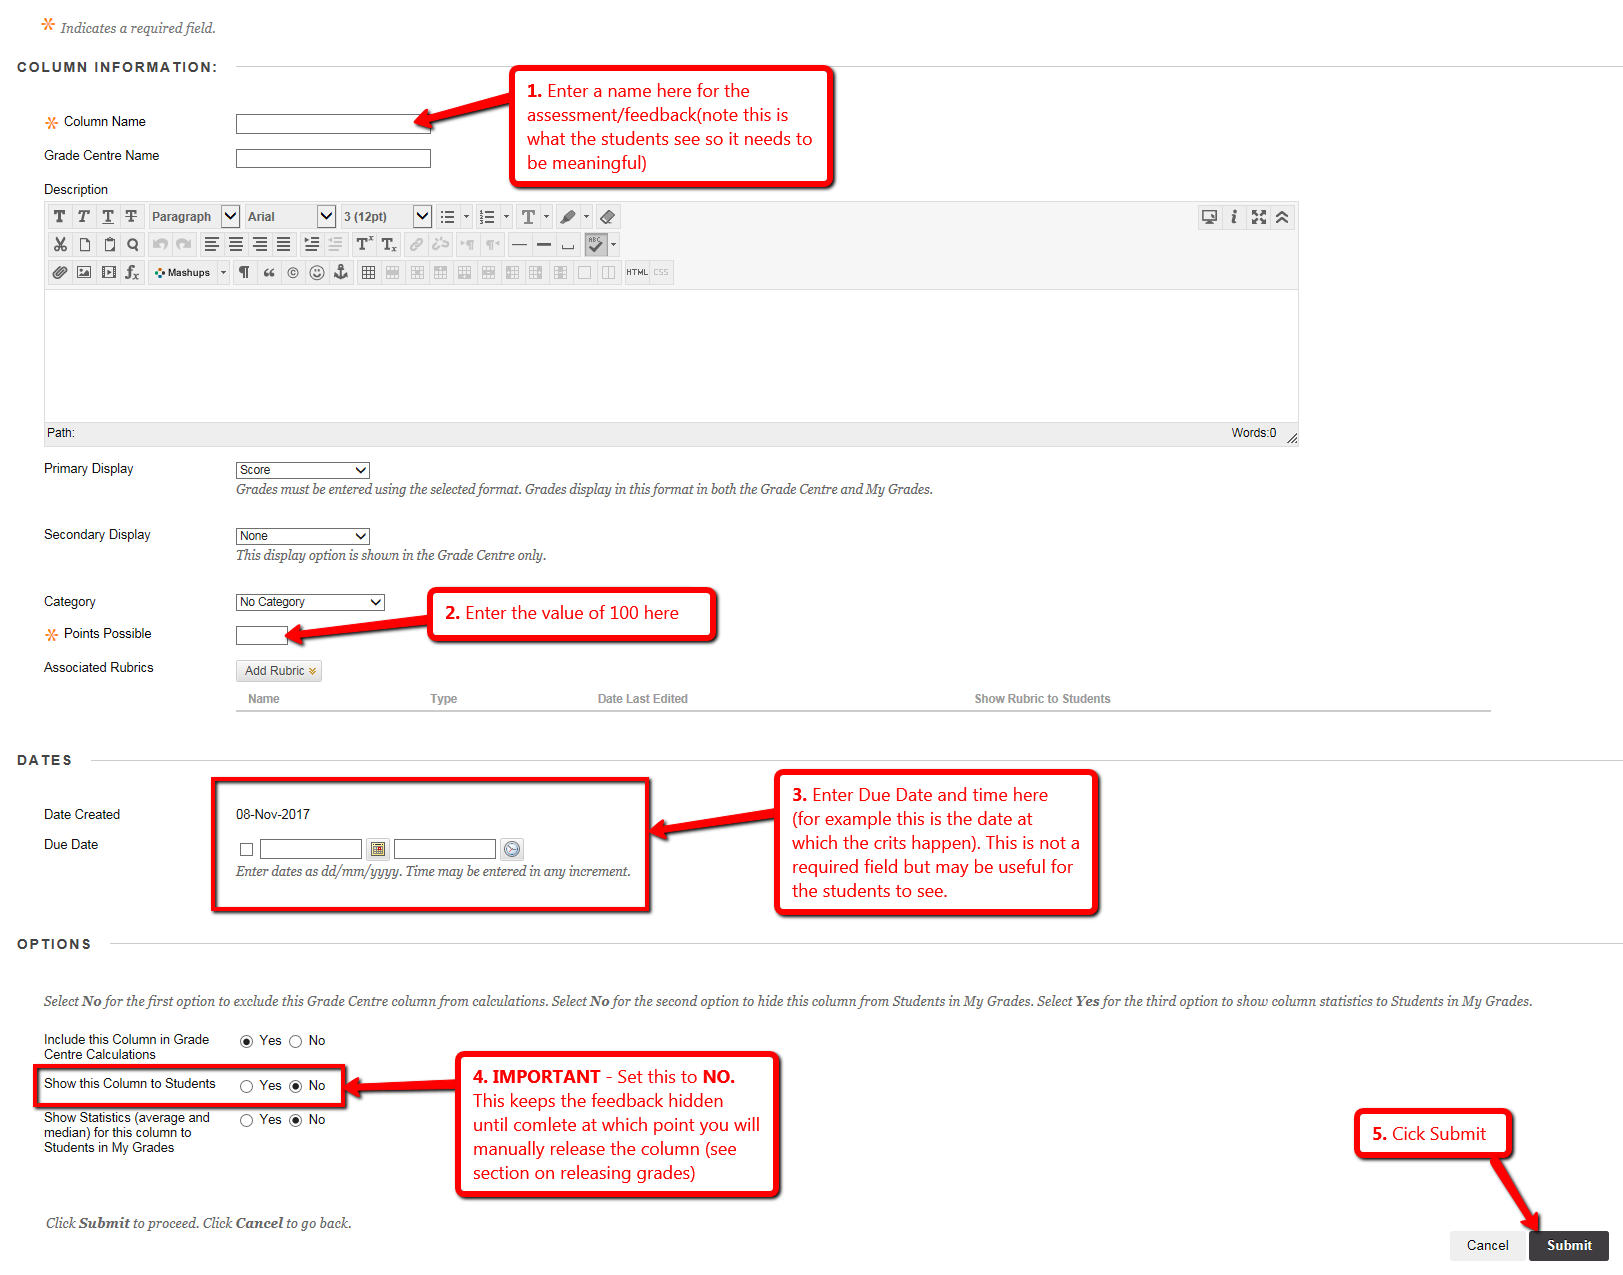 Indicates a required field.
COLUMN INFORMATION:
1. Enter a name here for the
assessment/feedback(note this is
what the students see so it needs to
be meaningful)
Column Name
Grade Centre Name
Description
T T T T Paragraph Arial 3 (12pt) T i
T T ABC
fx Mashups HTML CSS
Path: Words:0
Primary Display Score
Grades must be entered using the selected format. Grades display in this format in both the Grade Centre and My Grades.
Secondary Display None
This display option is shown in the Grade Centre only.
Category No Category
2. Enter the value of 100 here
Points Possible
Associated Rubrics Add Rubric
Name Type Date Last Edited Show Rubric to Students
DATES
3. Enter Due Date and time here
(for example this is the date at
which the crits happen). This is not a
required field but may be useful for
the students to see.
Date Created 08-Nov-2017
Due Date
Enter dates as dd/mm/yyyy. Time may be entered in any increment.
OPTIONS
Select No for the first option to exclude this Grade Centre column from calculations. Select No for the second option to hide this column from Students in My Grades. Select Yes for the third option to show column statistics to Students in My Grades.
Include this Column in Grade
Centre Calculations
Yes No
Show this Column to Students Yes No
Show Statistics (average and
median) for this column to
Students in My Grades
Yes No
4. IMPORTANT - Set this to NO.
This keeps the feedback hidden
until comlete at which point you will
manually release the column (see
section on releasing grades)
5. Cick Submit
Click Submit to proceed. Click Cancel to go back.
Cancel Submit